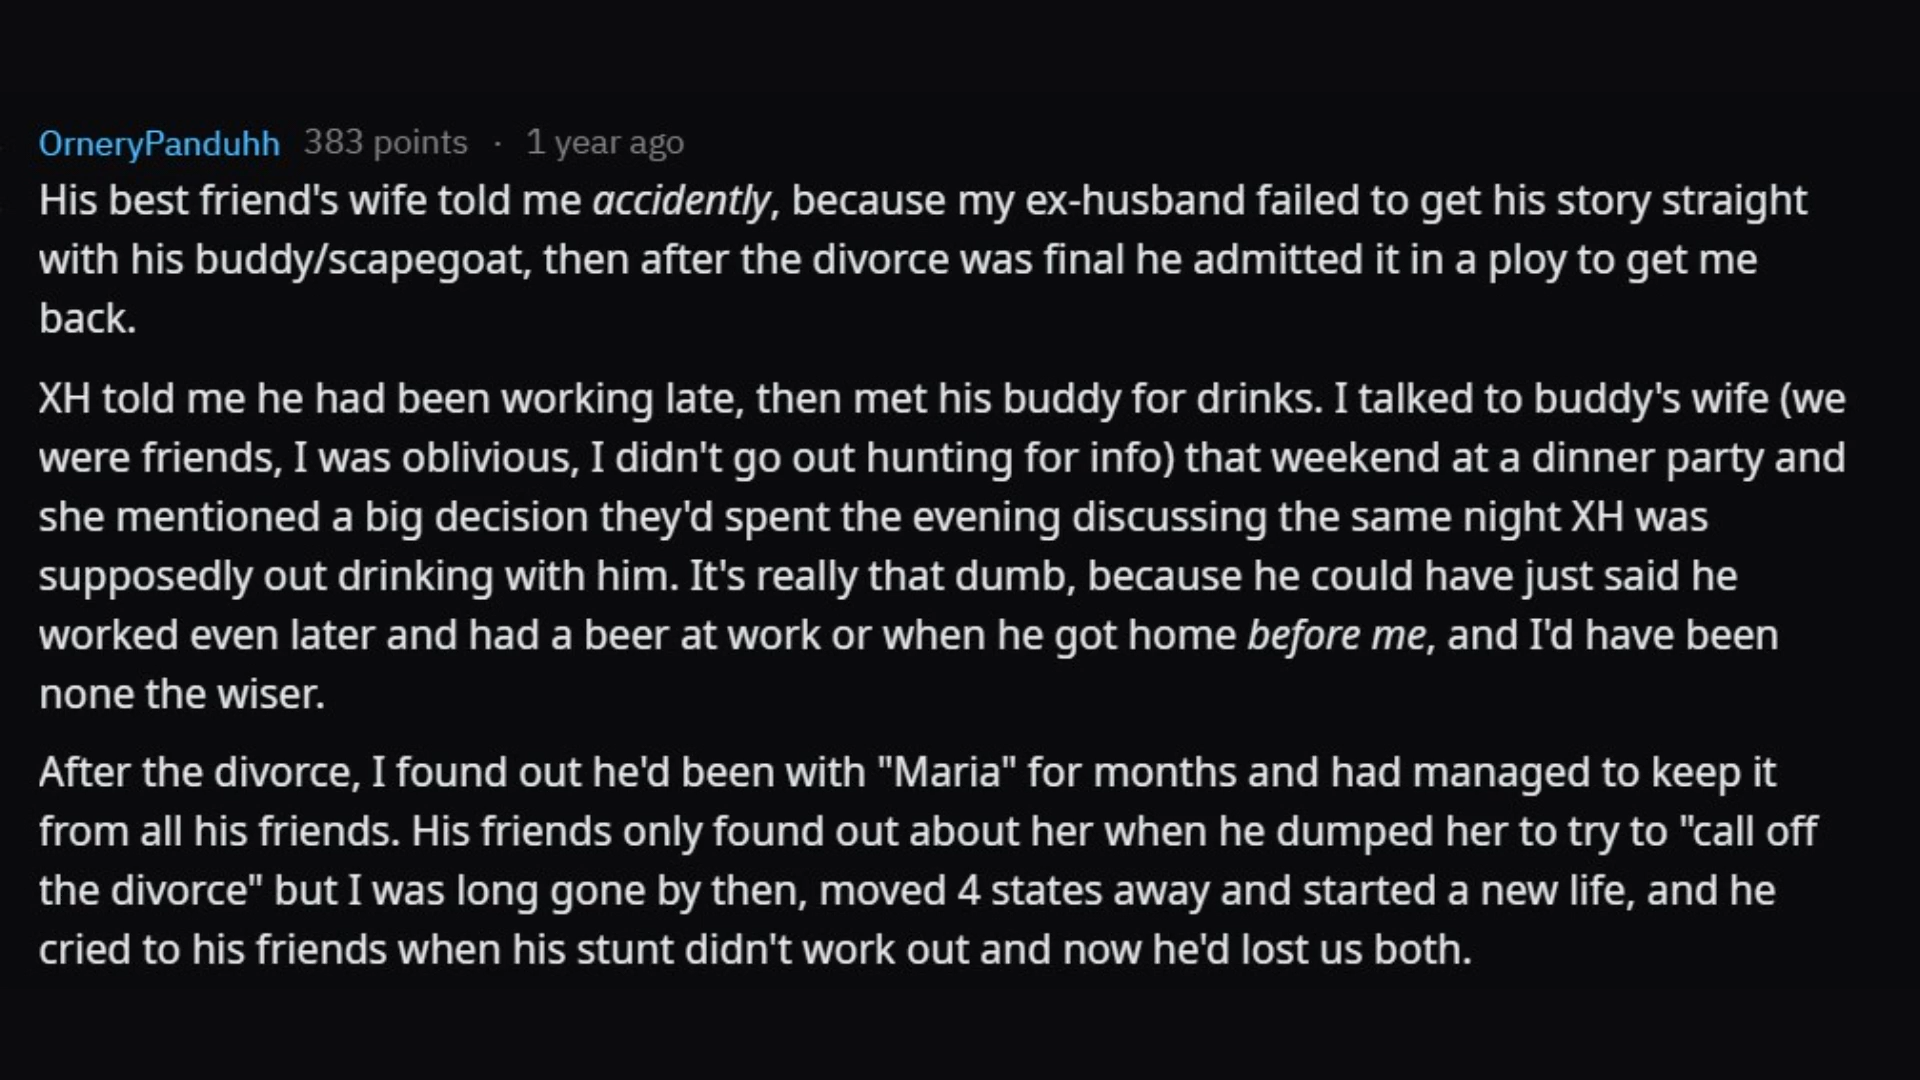 OrneryPanduhh 383 points · 1 year ago
His best friend's wife told me accidently, because my ex-husband failed to get his story straight
with his buddy/scapegoat, then after the divorce was final he admitted it in a ploy to get me
back.
XH told me he had been working late, then met his buddy for drinks. I talked to buddy's wife (we
were friends, I was oblivious, I didn't go out hunting for info) that weekend at a dinner party and
she mentioned a big decision they'd spent the evening discussing the same night XH was
supposedly out drinking with him. It's really that dumb, because he could have just said he
worked even later and had a beer at work or when he got home before me, and I'd have been
none the wiser.
After the divorce, I found out he'd been with "Maria" for months and had managed to keep it
from all his friends. His friends only found out about her when he dumped her to try to "call off
the divorce" but I was long gone by then, moved 4 states away and started a new life, and he
cried to his friends when his stunt didn't work out and now he'd lost us both.